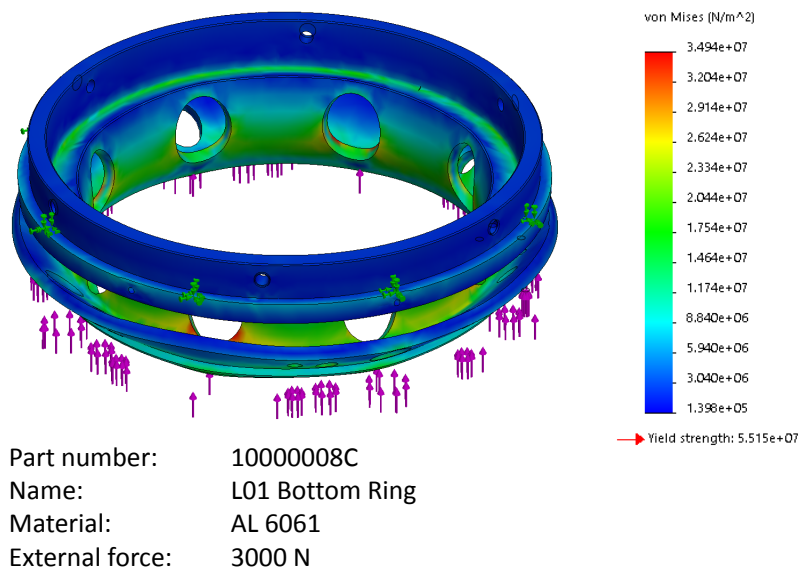 von Mises (N/m^2)
3.494e+07
3.204e+07
2.914e+07
2.624e+07
2.334e+07
2.044e+07
1.754e+07
1.464e+07
1.174e+07
8.840e+06
5.940e+06
3.040e+06
1.398e+05
Yield strength: 5.515e+07
Part number: 10000008C
Name: L01 Bottom Ring
Material: AL 6061
External force: 3000 N